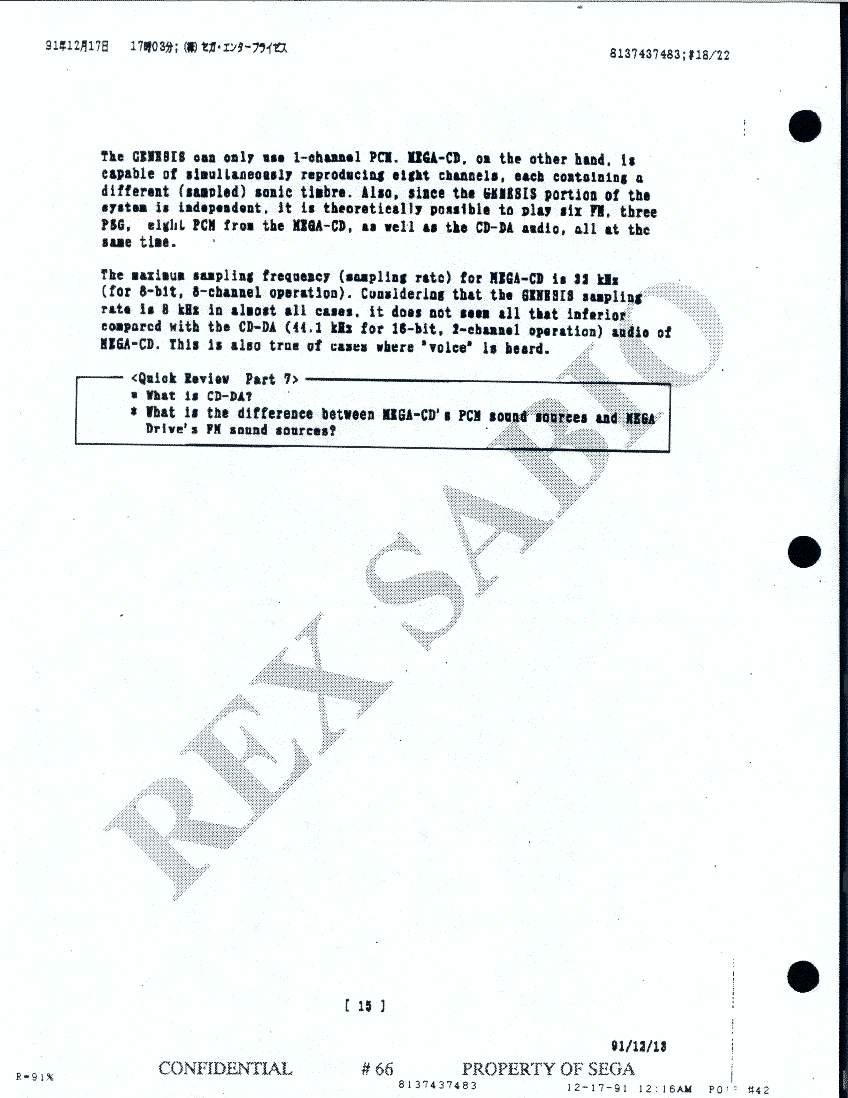 91年12月17日 17時03分; (株)セガ・エンタープライゼス
8137437483;#18/22
The GENESIS can only use 1-channel PCM. MEGA-CD, on the other hand, is
capable of simultaneously reproducing eight channels, each containing a
different (sampled) sonic timbre. Also, since the GENESIS portion of the
system is independent, it is theoretically possible to play six FM, three
PSG, eight PCM from the MEGA-CD, as well as the CD-DA audio, all at the
same time.
The maximum sampling frequency (sampling rate) for MEGA-CD is 32 kHz
(for 8-bit, 8-channel operation). Considering that the GENESIS sampling
rate is 8 kHz in almost all cases, it does not seem all that inferior
compared with the CD-DA (44.1 kHz for 16-bit, 2-channel operation) audio of
MEGA-CD. This is also true of cases where "voice" is heard.
<Quick Review Part 7>
* What is CD-DA?
* What is the difference between MEGA-CD's PCM sound sources and MEGA
Drive's FM sound sources?
REX SABIO
[ 15 ]
91/12/13
CONFIDENTIAL #66 PROPERTY OF SEGA
R=91%
8137437483
12-17-91 12:16AM #42